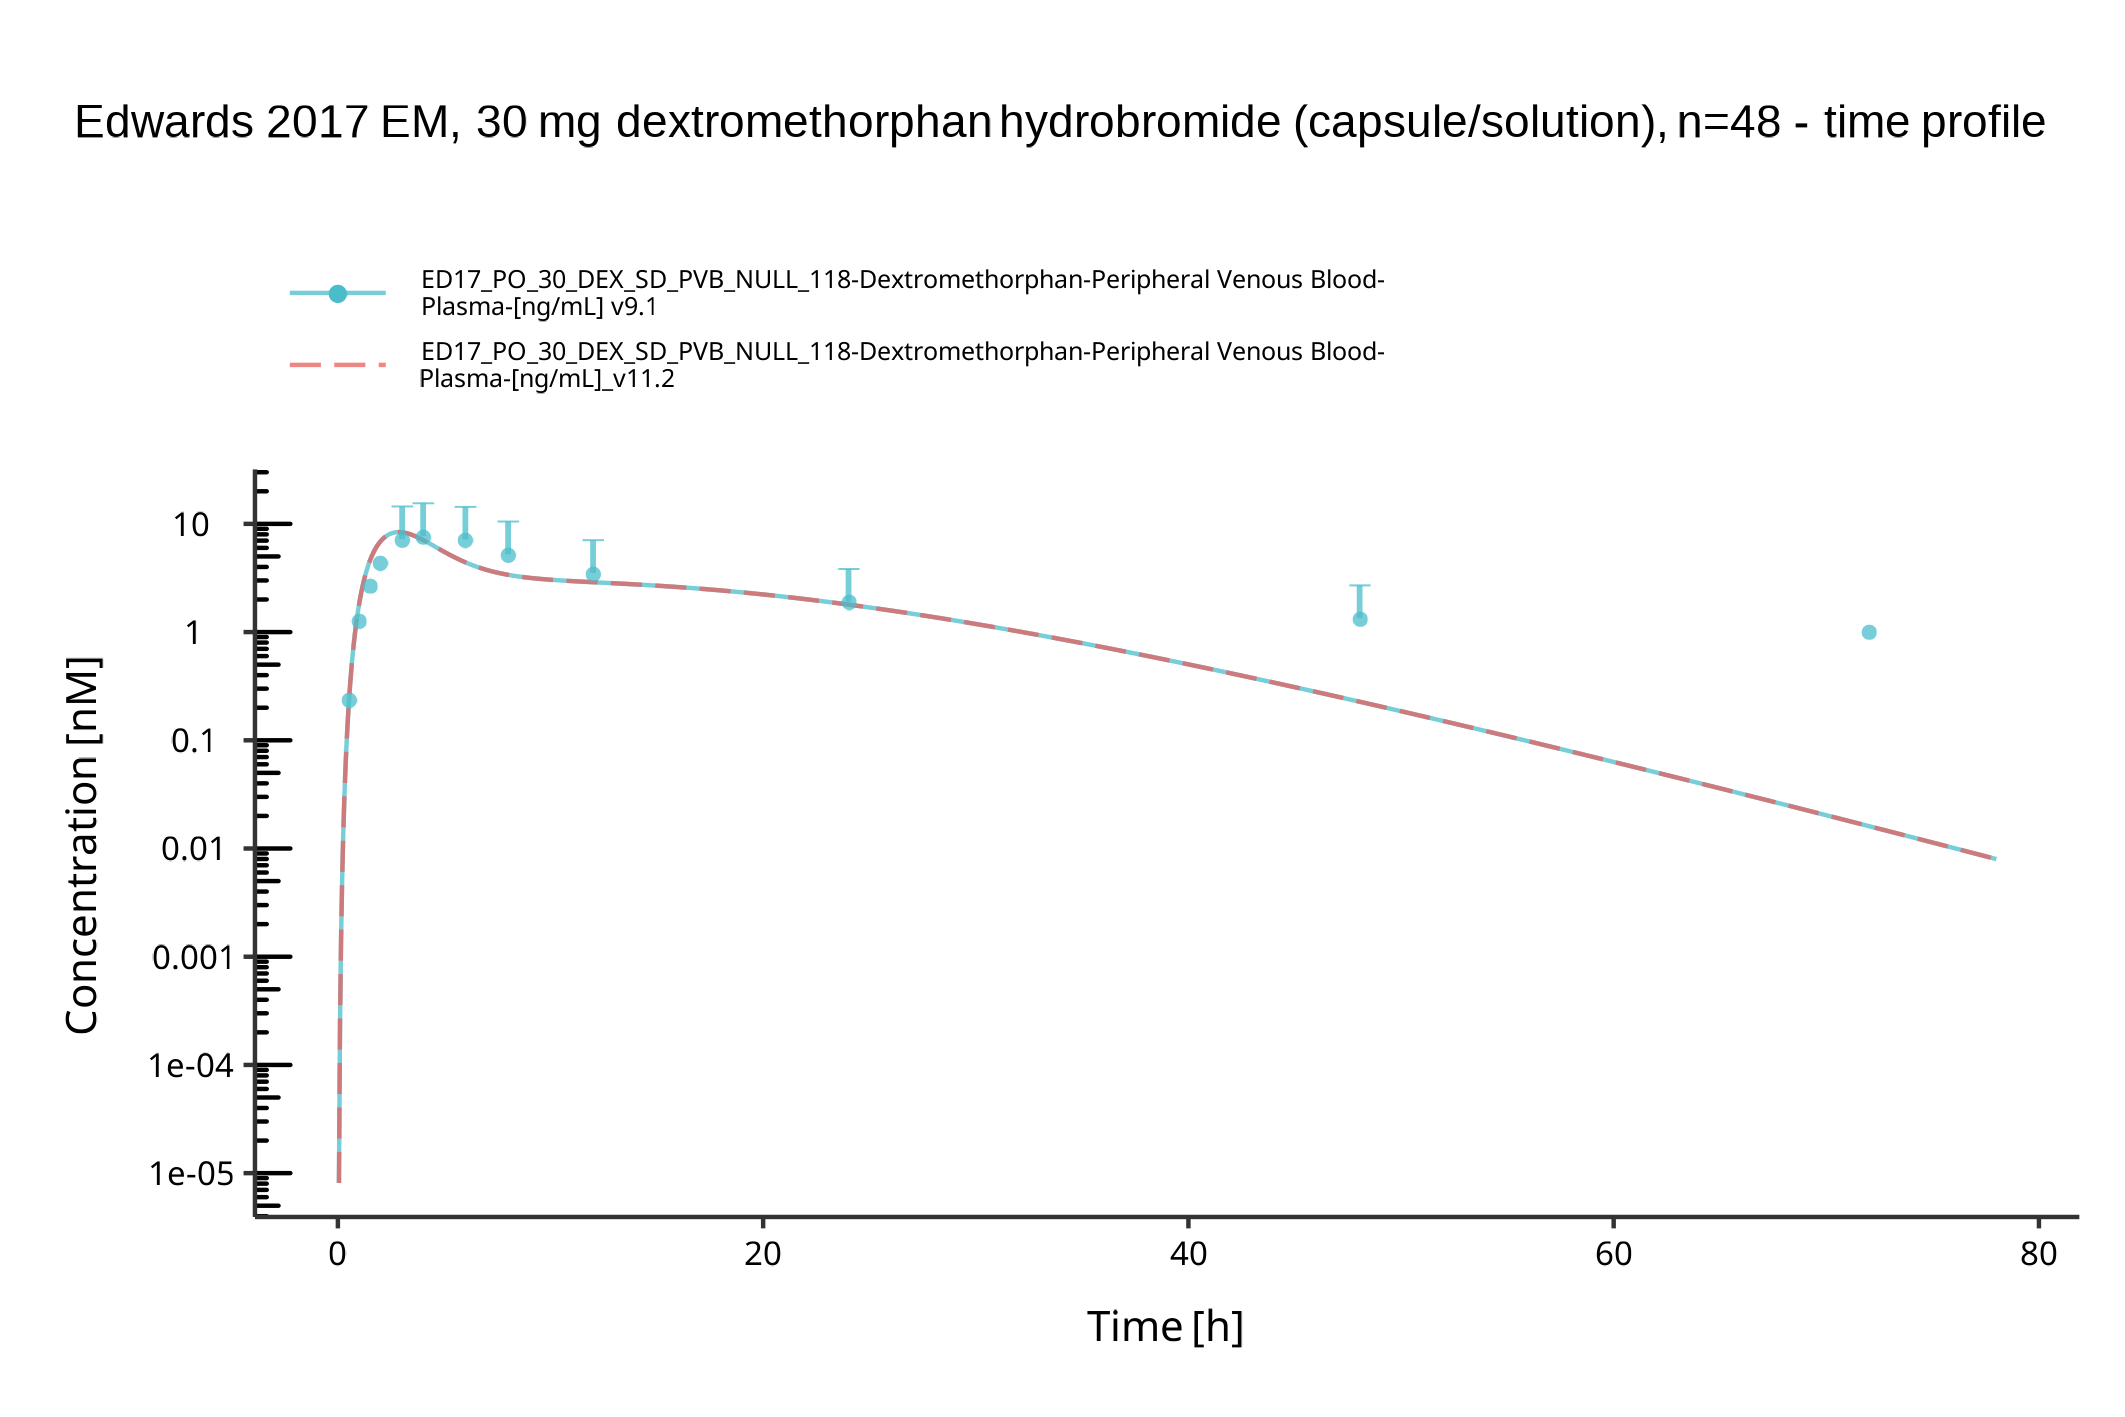 Edwards 2017 EM, 30 mg dextromethorphan hydrobromide (capsule/solution), n=48 - time profile
ED17_PO_30_DEX_SD_PVB_NULL_118-Dextromethorphan-Peripheral Venous Blood-
Plasma-[ng/mL] v9.1
ED17_PO_30_DEX_SD_PVB_NULL_118-Dextromethorphan-Peripheral Venous Blood-
Plasma-[ng/mL]_v11.2
Concentration [nM]
10
1
0.1
0.01
0.001
1e-04
1e-05
0 20 40 60 80
Time [h]